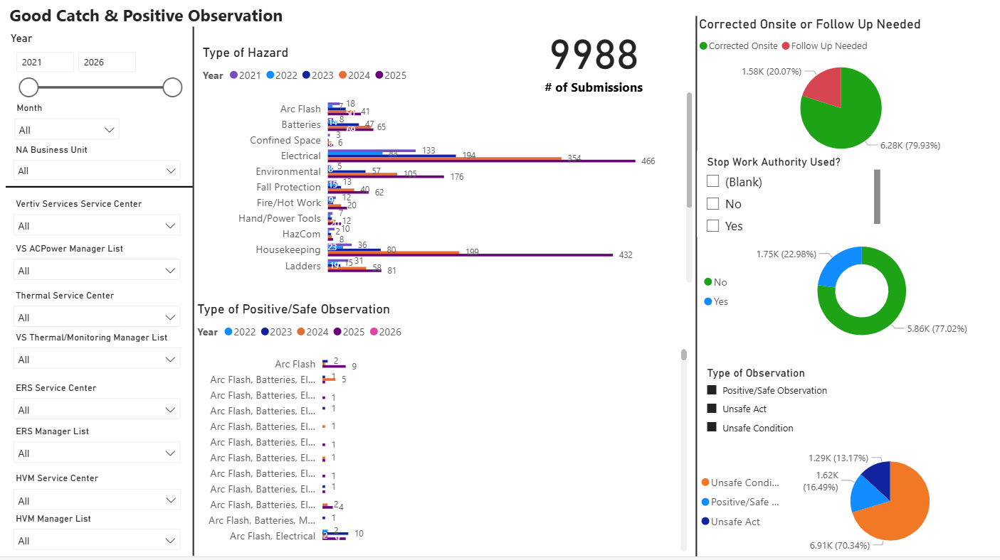 Good Catch & Positive Observation
Year
2021 2026
Month
All
NA Business Unit
All
Vertiv Services Service Center
All
VS ACPower Manager List
All
Thermal Service Center
All
VS Thermal/Monitoring Manager List
All
ERS Service Center
All
ERS Manager List
All
HVM Service Center
All
HVM Manager List
All
Type of Hazard
Year 2021 2022 2023 2024 2025
9988
# of Submissions
Arc Flash 18 7 41
Batteries 8 14 47 69 65
Confined Space 3 6
Electrical 133 83 194 354 466
Environmental 5 8 57 105 176
Fall Protection 13 15 40 62
Fire/Hot Work 12 9 20
Hand/Power Tools 7 12
HazCom 10 2 8
Housekeeping 36 23 80 199 432
Ladders 31 15 19 58 81
Type of Positive/Safe Observation
Year 2022 2023 2024 2025 2026
Arc Flash 2 9
Arc Flash, Batteries, El... 1 5
Arc Flash, Batteries, El... 1
Arc Flash, Batteries, El... 1
Arc Flash, Batteries, El... 1
Arc Flash, Batteries, El... 1
Arc Flash, Batteries, El... 1
Arc Flash, Batteries, El... 1
Arc Flash, Batteries, El... 1
Arc Flash, Batteries, El... 2 4
Arc Flash, Batteries, M... 1
Arc Flash, Electrical 2 10 2
Corrected Onsite or Follow Up Needed
Corrected Onsite Follow Up Needed
1.58K (20.07%)
6.28K (79.93%)
Stop Work Authority Used?
(Blank)
No
Yes
1.75K (22.98%)
No
Yes
5.86K (77.02%)
Type of Observation
Positive/Safe Observation
Unsafe Act
Unsafe Condition
1.29K (13.17%)
1.62K
(16.49%)
Unsafe Condi...
Positive/Safe ...
Unsafe Act
6.91K (70.34%)